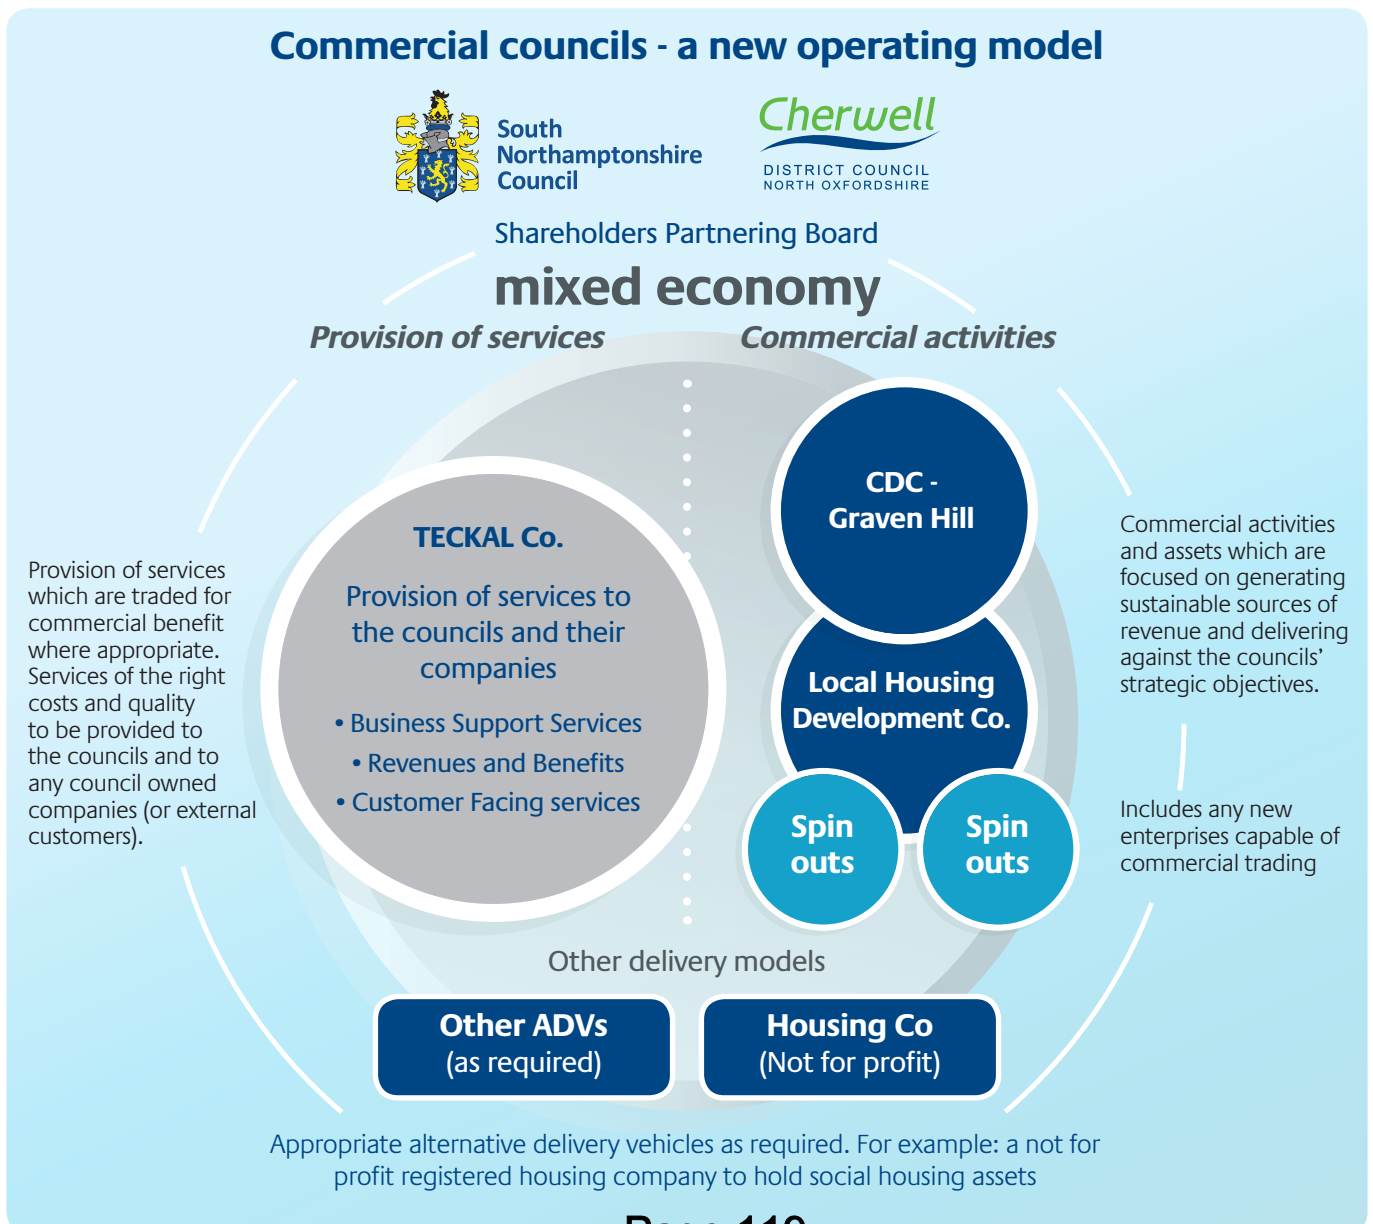 Commercial councils - a new operating model
South
Northamptonshire
Council
Cherwell
DISTRICT COUNCIL
NORTH OXFORDSHIRE
Shareholders Partnering Board
mixed economy
Provision of services
Commercial activities
Provision of services
which are traded for
commercial benefit
where appropriate.
Services of the right
costs and quality
to be provided to
the councils and to
any council owned
companies (or external
customers).
TECKAL Co.
Provision of services to
the councils and their
companies
• Business Support Services
• Revenues and Benefits
• Customer Facing services
CDC -
Graven Hill
Local Housing
Development Co.
Spin
outs
Spin
outs
Commercial activities
and assets which are
focused on generating
sustainable sources of
revenue and delivering
against the councils’
strategic objectives.
Includes any new
enterprises capable of
commercial trading
Other delivery models
Other ADVs
(as required)
Housing Co
(Not for profit)
Appropriate alternative delivery vehicles as required. For example: a not for
profit registered housing company to hold social housing assets